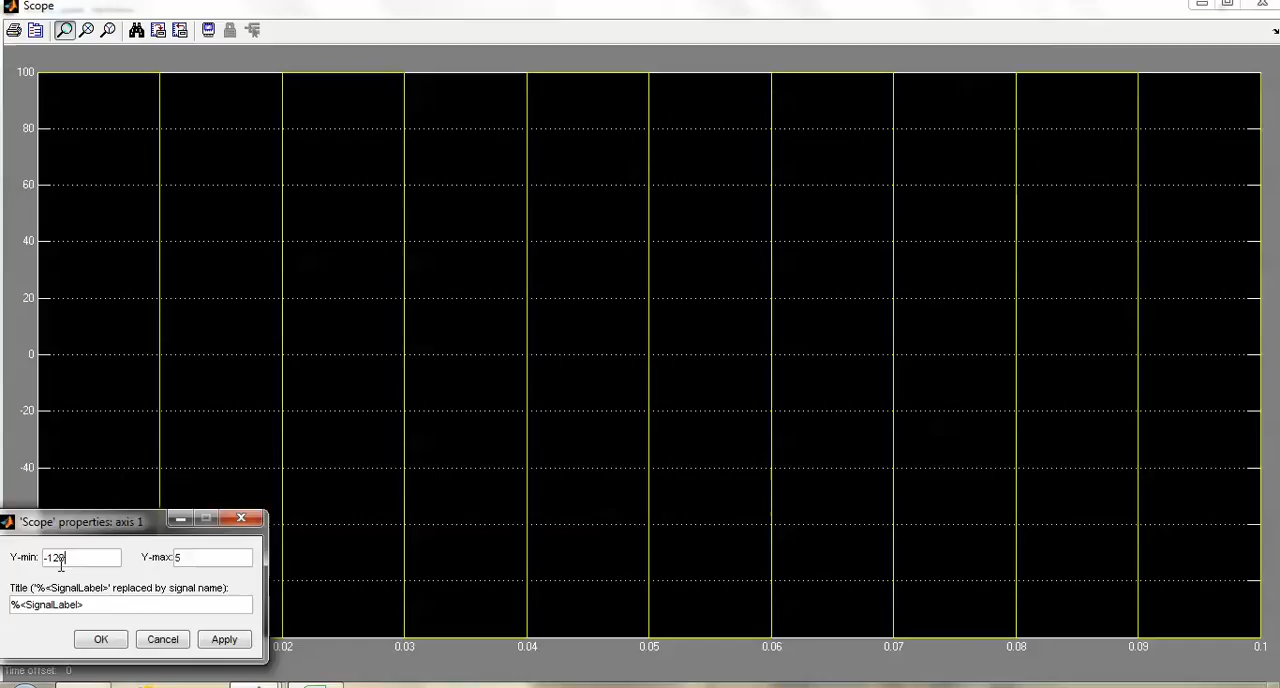 Scope
100
80
60
40
20
0
-20
-40
'Scope' properties: axis 1
Y-min: -120 Y-max: 5
Title ('%<SignalLabel>' replaced by signal name):
%<SignalLabel>
OK Cancel Apply
0.02 0.03 0.04 0.05 0.06 0.07 0.08 0.09 0.1
Time offset: 0